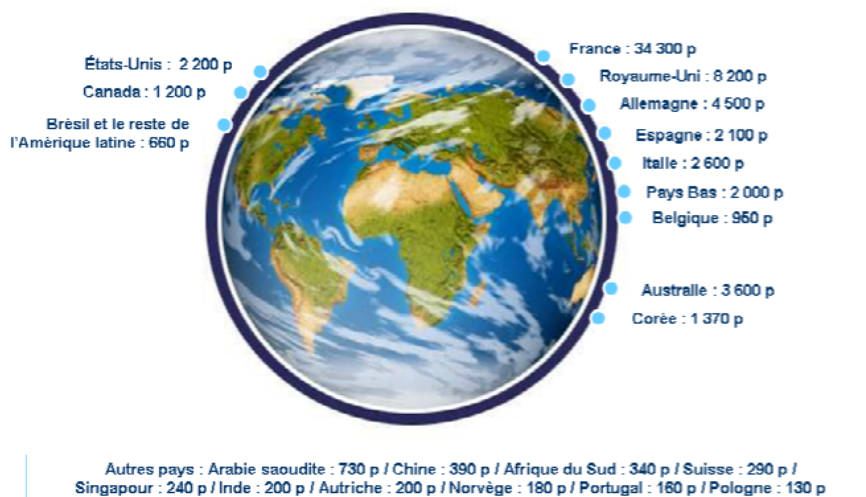 États-Unis : 2 200 p
Canada : 1 200 p
Brésil et le reste de
l'Amérique latine : 660 p
France : 34 300 p
Royaume-Uni : 8 200 p
Allemagne : 4 500 p
Espagne : 2 100 p
Italie : 2 600 p
Pays Bas : 2 000 p
Belgique : 950 p
Australie : 3 600 p
Corée : 1 370 p
Autres pays : Arabie saoudite : 730 p / Chine : 390 p / Afrique du Sud : 340 p / Suisse : 290 p /
Singapour : 240 p / Inde : 200 p / Autriche : 200 p / Norvège : 180 p / Portugal : 160 p / Pologne : 130 p